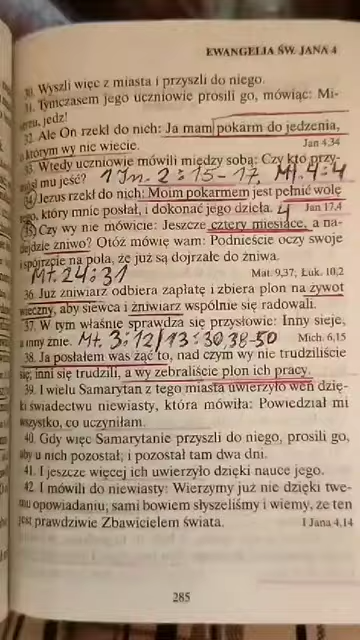 EWANGELIA ŚW. JANA 4
30. Wyszli więc z miasta i przyszli do niego.
31. Tymczasem jego uczniowie prosili go, mówiąc: Mi-
strzu, jedz!
32. Ale On rzekł do nich: Ja mam pokarm do jedzenia,
o którym wy nie wiecie. Jan 4,34
33. Wtedy uczniowie mówili między sobą: Czy kto przy-
niósł mu jeść? 1 Jn. 2:15-17, Mt. 4:4
34 Jezus rzekł do nich: Moim pokarmem jest pełnić wolę
tego, który mnie posłał, i dokonać jego dzieła. 4 Jan 17,4
35 Czy wy nie mówicie: Jeszcze cztery miesiące, a na-
dejdzie żniwo? Otóż mówię wam: Podnieście oczy swoje
i spójrzcie na pola, że już są dojrzałe do żniwa.
Mt. 24:31 Mat. 9,37; Łuk. 10,2
36. Już żniwiarz odbiera zapłatę i zbiera plon na żywot
wieczny, aby siewca i żniwiarz wspólnie się radowali.
37. W tym właśnie sprawdza się przysłowie: Inny sieje,
a inny żnie. Mt. 3:12/13:30,38-50 Mich. 6,15
38. Ja posłałem was żąć to, nad czym wy nie trudziliście
się; inni się trudzili, a wy zebraliście plon ich pracy.
39. I wielu Samarytan z tego miasta uwierzyło weń dzię-
ki świadectwu niewiasty, która mówiła: Powiedział mi
wszystko, co uczyniłam.
40. Gdy więc Samarytanie przyszli do niego, prosili go,
aby u nich pozostał; i pozostał tam dwa dni.
41. I jeszcze więcej ich uwierzyło dzięki nauce jego.
42. I mówili do niewiasty: Wierzymy już nie dzięki twe-
mu opowiadaniu, sami bowiem słyszeliśmy i wiemy, że ten
jest prawdziwie Zbawicielem świata. I Jana 4,14
285